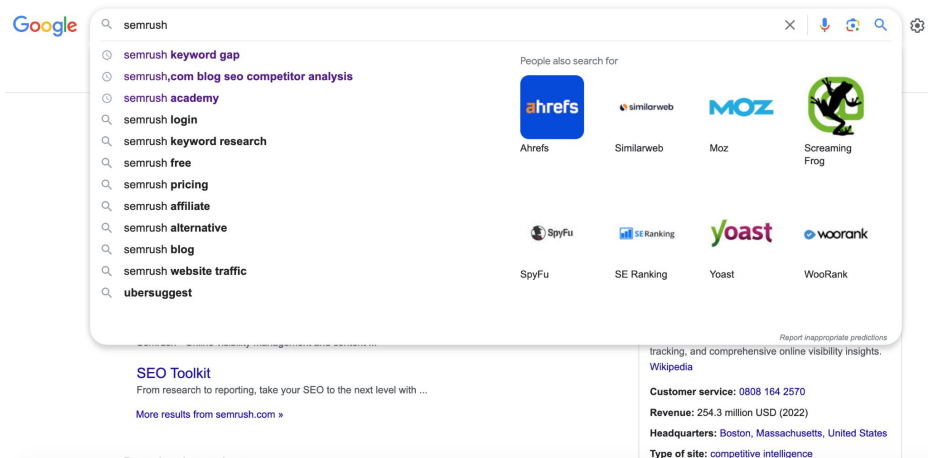 Google
semrush
semrush keyword gap
semrush,com blog seo competitor analysis
semrush academy
semrush login
semrush keyword research
semrush free
semrush pricing
semrush affiliate
semrush alternative
semrush blog
semrush website traffic
ubersuggest
People also search for
ahrefs
similarweb
MOZ
Ahrefs
Similarweb
Moz
Screaming
Frog
SpyFu
SE Ranking
yoast
woorank
SpyFu
SE Ranking
Yoast
WooRank
Report inappropriate predictions
SEO Toolkit
From research to reporting, take your SEO to the next level with ...
More results from semrush.com »
tracking, and comprehensive online visibility insights.
Wikipedia
Customer service: 0808 164 2570
Revenue: 254.3 million USD (2022)
Headquarters: Boston, Massachusetts, United States
Type of site: competitive intelligence